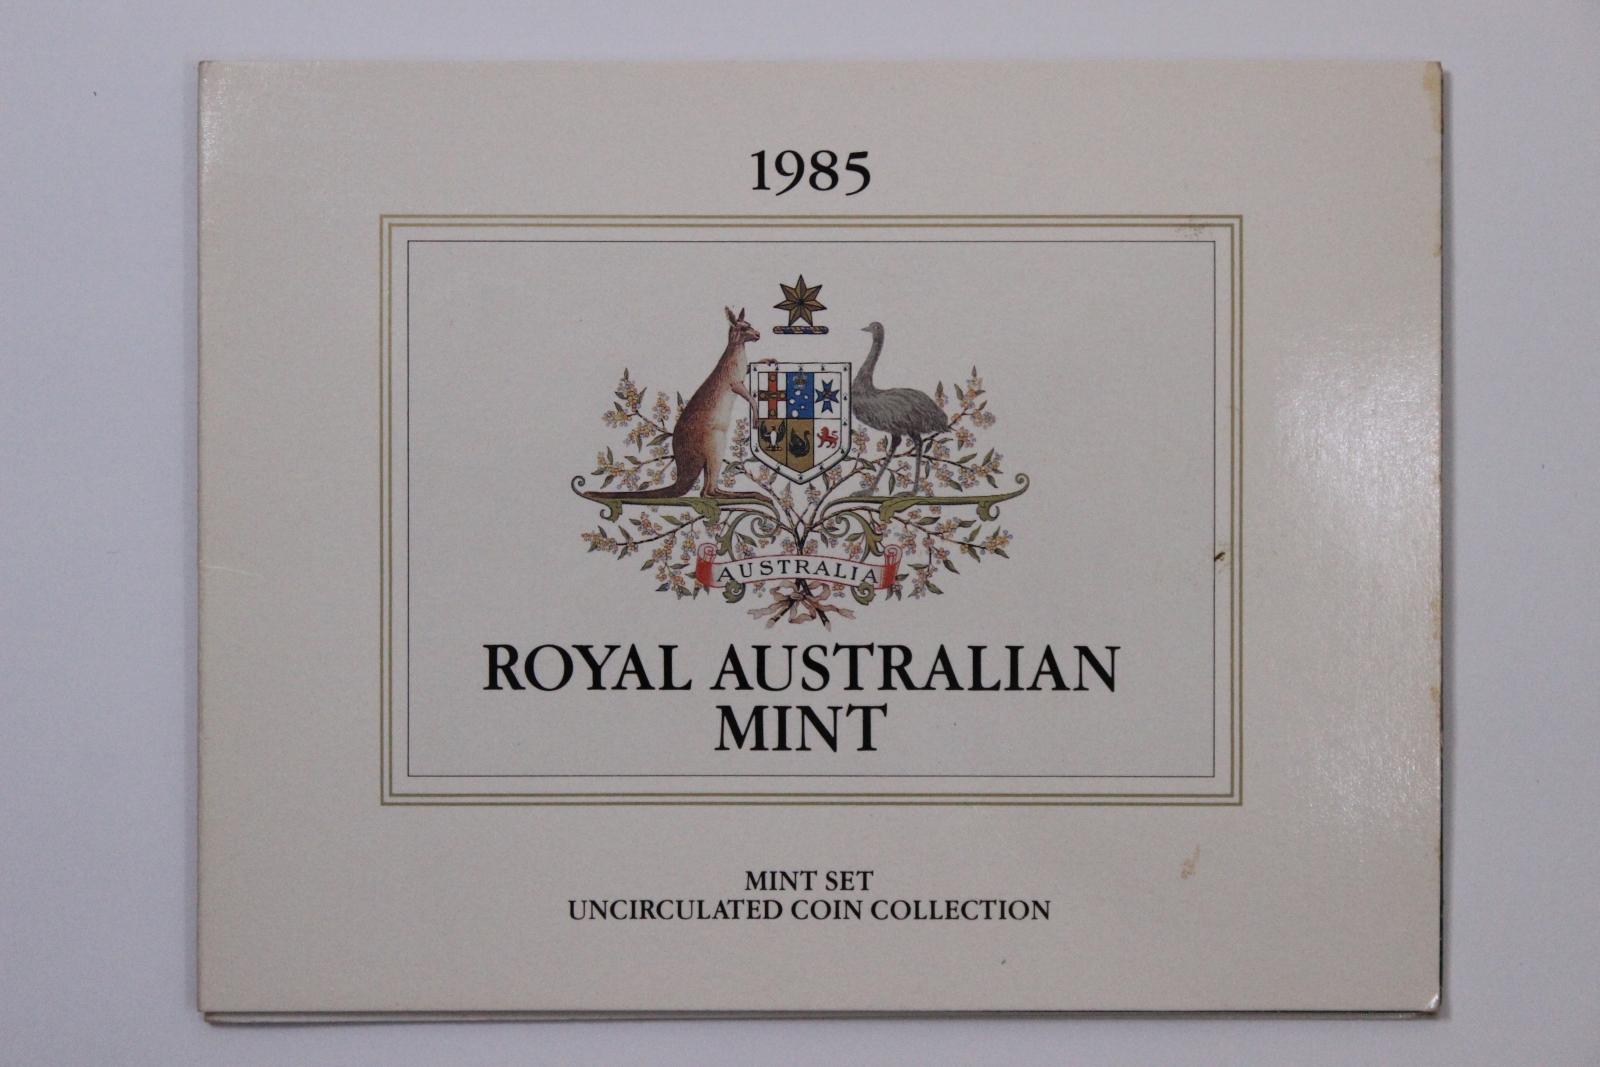 1985
AUSTRALIA
ROYAL AUSTRALIAN
MINT
MINT SET
UNCIRCULATED COIN COLLECTION